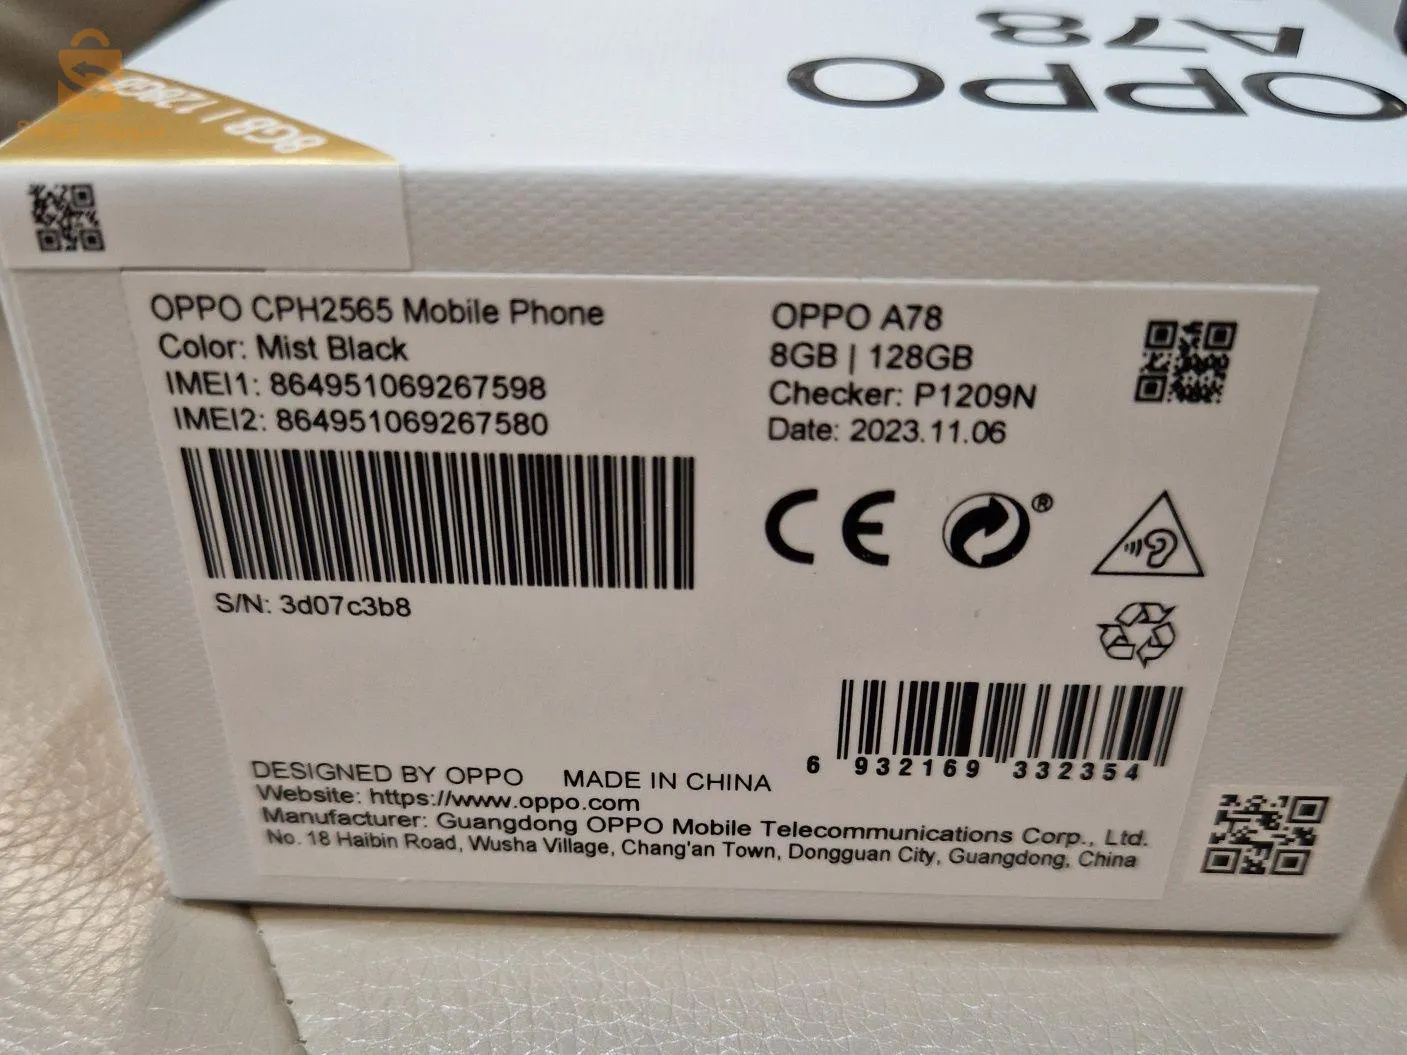 OPPO
A78
8GB | 128GB
OPPO CPH2565 Mobile Phone
Color: Mist Black
IMEI1: 864951069267598
IMEI2: 864951069267580
S/N: 3d07c3b8
OPPO A78
8GB | 128GB
Checker: P1209N
Date: 2023.11.06
CE
®
6 932169 332354
DESIGNED BY OPPO MADE IN CHINA
Website: https://www.oppo.com
Manufacturer: Guangdong OPPO Mobile Telecommunications Corp., Ltd.
No. 18 Haibin Road, Wusha Village, Chang'an Town, Dongguan City, Guangdong, China